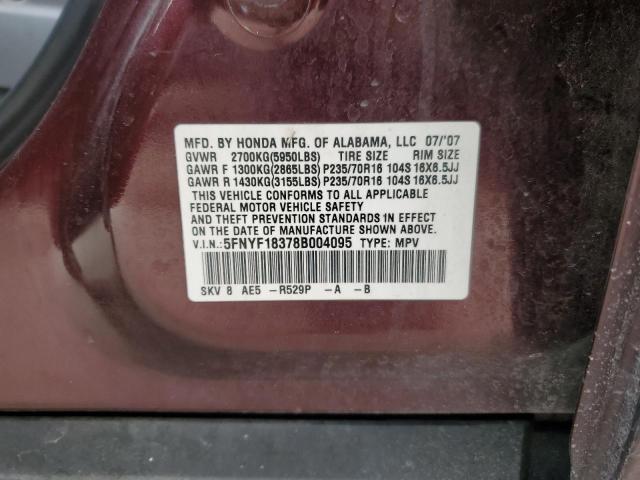 MFD. BY HONDA MFG. OF ALABAMA, LLC 07/'07
GVWR 2700KG(5950LBS) TIRE SIZE RIM SIZE
GAWR F 1300KG(2865LBS) P235/70R16 104S 16X6.5JJ
GAWR R 1430KG(3155LBS) P235/70R16 104S 16X6.5JJ
THIS VEHICLE CONFORMS TO ALL APPLICABLE
FEDERAL MOTOR VEHICLE SAFETY
AND THEFT PREVENTION STANDARDS IN EFFECT
ON THE DATE OF MANUFACTURE SHOWN ABOVE.
V.I.N.: 5FNYF18378B004095 TYPE: MPV
SKV 8 AE5 -R529P -A -B